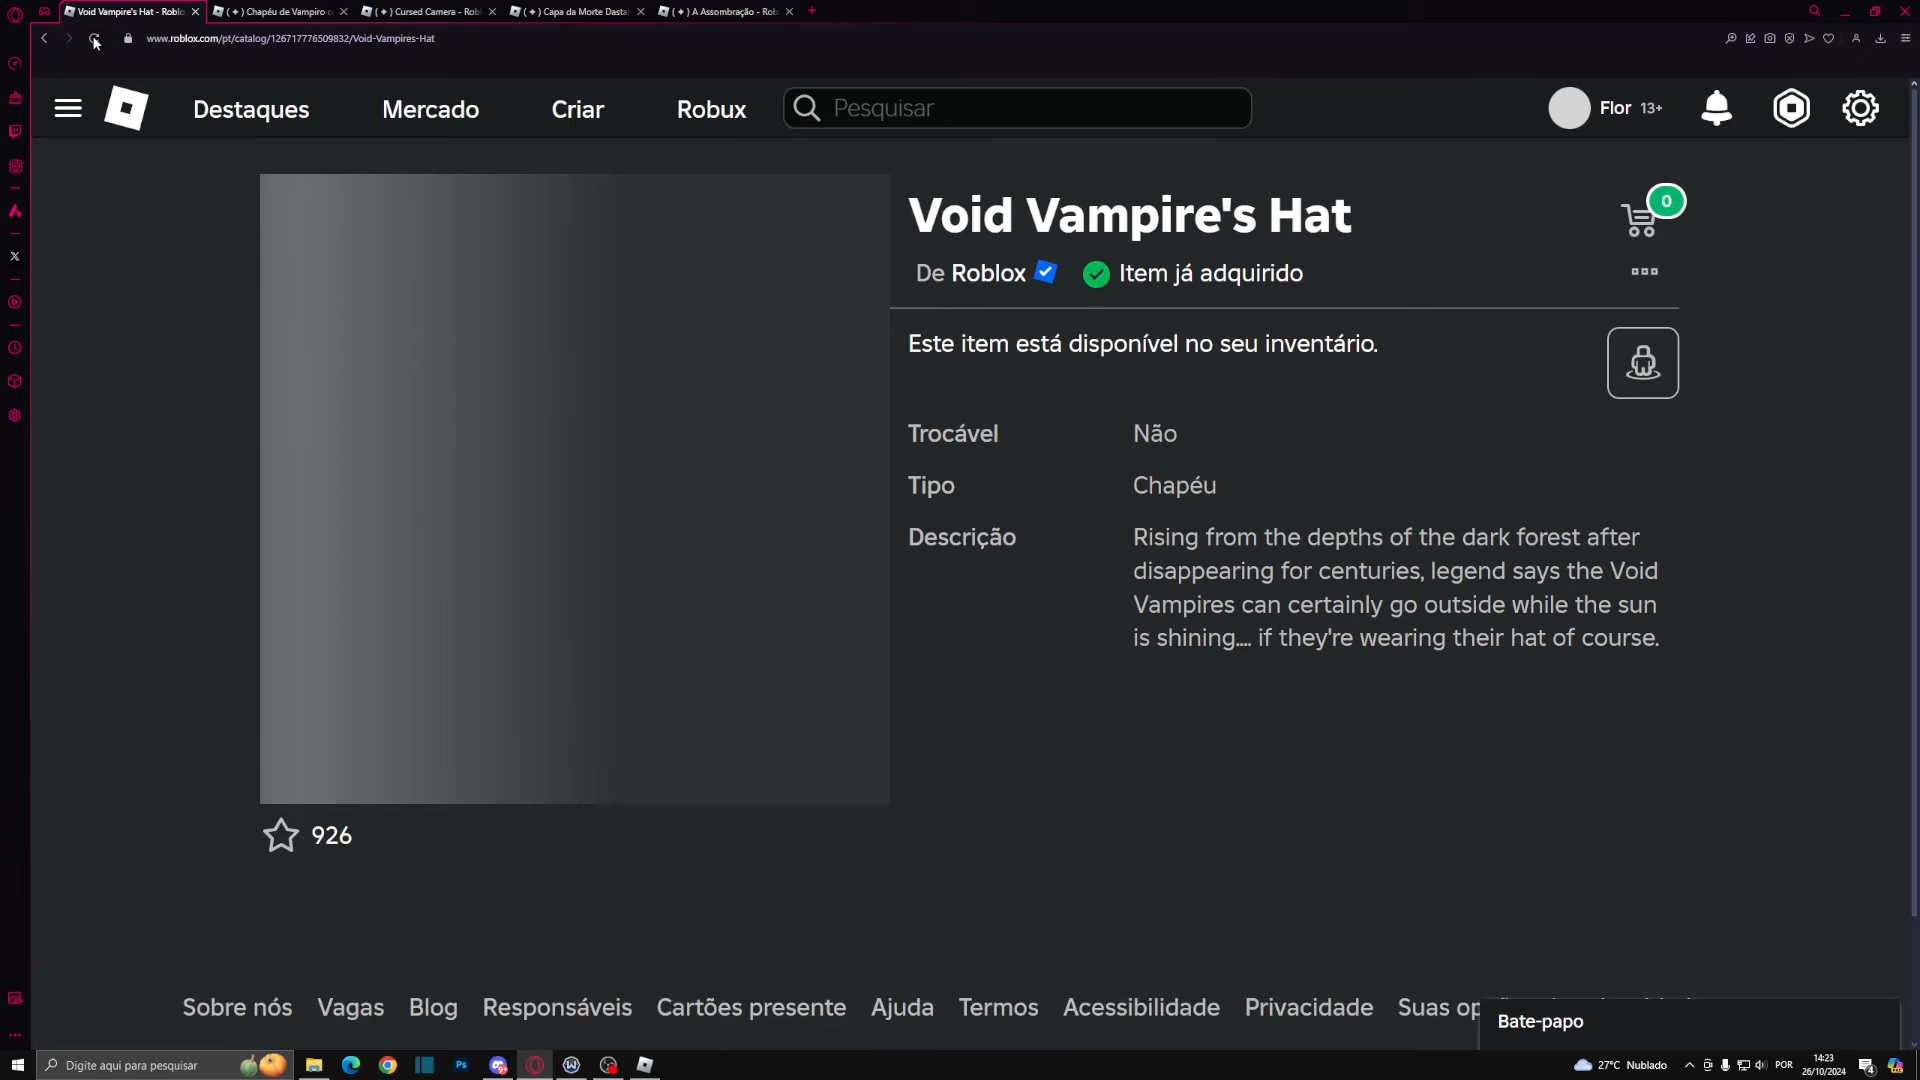 Void Vampire's Hat - Roblo
( ✦ ) Chapéu de Vampiro c
( ✦ ) Cursed Camera - Rob
( ✦ ) Capa da Morte Dasta
( ✦ ) A Assombração - Rob
www.roblox.com/pt/catalog/126717776509832/Void-Vampires-Hat
Destaques
Mercado
Criar
Robux
Pesquisar
Flor 13+
Void Vampire's Hat
0
De Roblox
Item já adquirido
Este item está disponível no seu inventário.
Trocável
Não
Tipo
Chapéu
Descrição
Rising from the depths of the dark forest after
disappearing for centuries, legend says the Void
Vampires can certainly go outside while the sun
is shining.... if they're wearing their hat of course.
926
Sobre nós Vagas Blog Responsáveis Cartões presente Ajuda Termos Acessibilidade Privacidade Suas
Bate-papo
Digite aqui para pesquisar
27°C Nublado
POR
14:23
26/10/2024
4